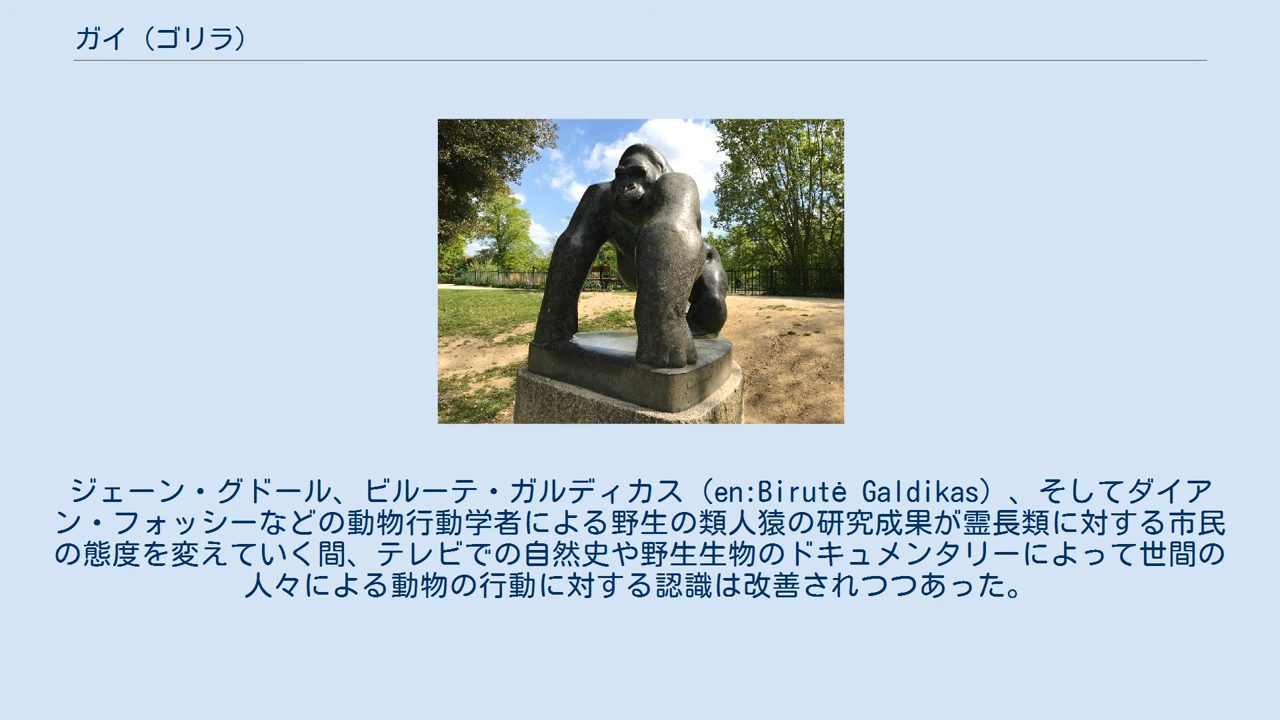 ガイ（ゴリラ）
ジェーン・グドール、ビルーテ・ガルディカス（en:Birutė Galdikas）、そしてダイア
ン・フォッシーなどの動物行動学者による野生の類人猿の研究成果が霊長類に対する市民
の態度を変えていく間、テレビでの自然史や野生生物のドキュメンタリーによって世間の
人々による動物の行動に対する認識は改善されつつあった。